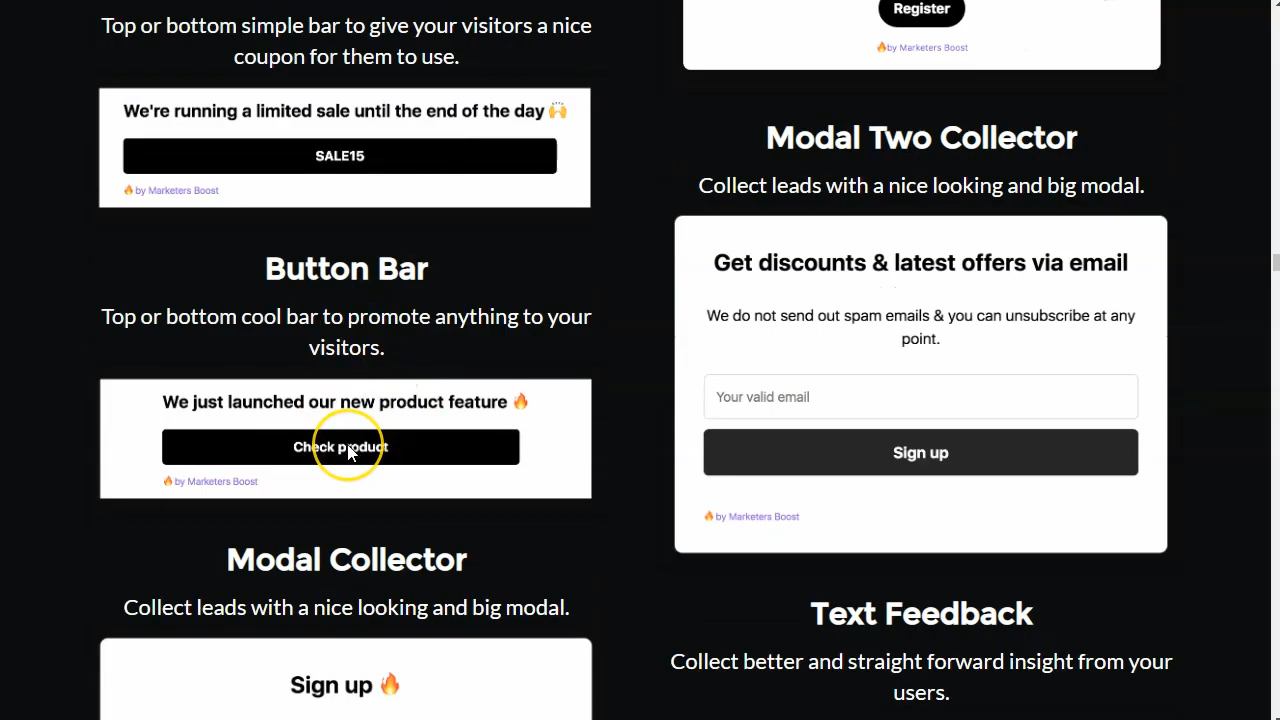 Top or bottom simple bar to give your visitors a nice
coupon for them to use.
We're running a limited sale until the end of the day 🙌
SALE15
🔥by Marketers Boost
Button Bar
Top or bottom cool bar to promote anything to your
visitors.
We just launched our new product feature 🔥
Check product
🔥by Marketers Boost
Modal Collector
Collect leads with a nice looking and big modal.
Sign up 🔥
Register
🔥by Marketers Boost
Modal Two Collector
Collect leads with a nice looking and big modal.
Get discounts & latest offers via email
We do not send out spam emails & you can unsubscribe at any
point.
Your valid email
Sign up
🔥by Marketers Boost
Text Feedback
Collect better and straight forward insight from your
users.